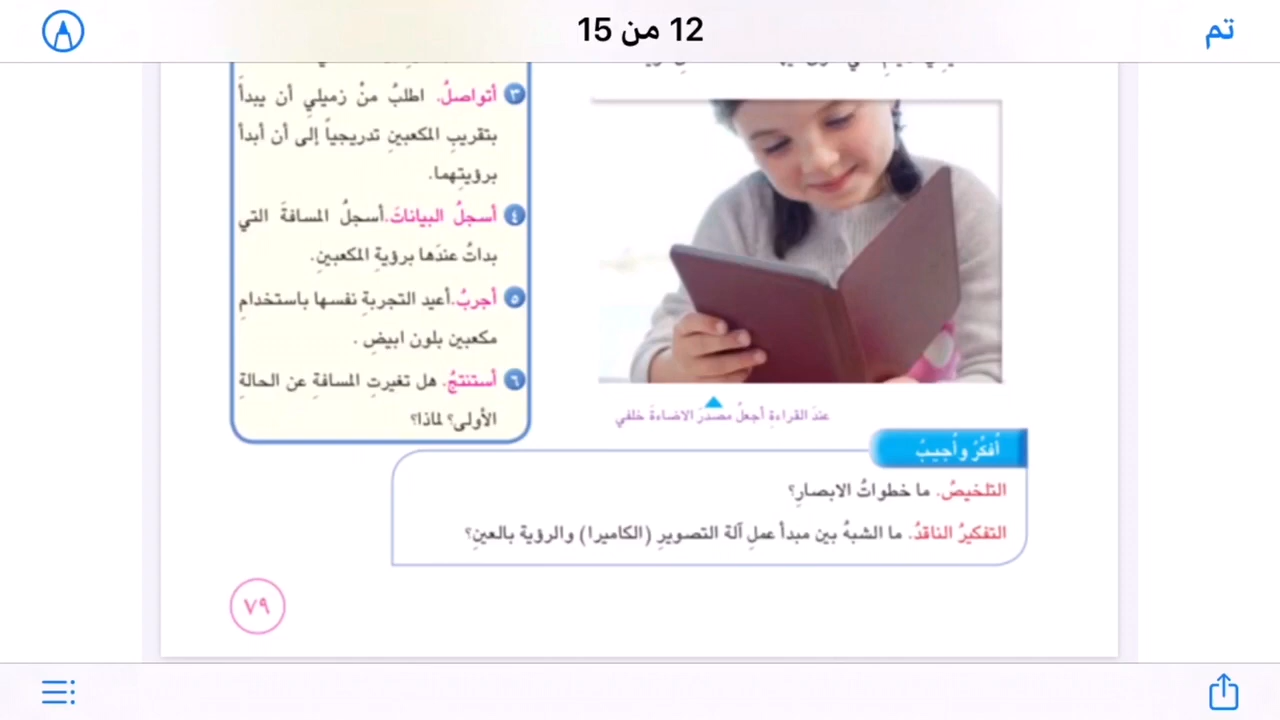 تم
12 من 15
٣ أتواصلُ. اطلبُ منْ زميلي أن يبدأَ
بتقريبِ المكعبينِ تدريجياً إلى أن أبدأَ
برؤيتِهما.
٤ أسجلُ البياناتَ.أسجلُ المسافةَ التي
بدأتُ عندَها برؤيةِ المكعبينِ.
٥ أجربُ.أعيد التجربةِ نفسها باستخدامِ
مكعبين بلون ابيضِ .
٦ أستنتجُ. هل تغيرتِ المسافةِ عن الحالةِ
الأولى؟ لماذا؟
عندَ القراءةِ أجعلُ مصدرَ الاضاءةَ خلفي
أفكّرُ وأُجيبُ
التلخيصُ. ما خطواتُ الابصارِ؟
التفكيرُ الناقدُ. ما الشبهُ بين مبدأ عملِ آلة التصويرِ (الكاميرا) والرؤية بالعينِ؟
٧٩